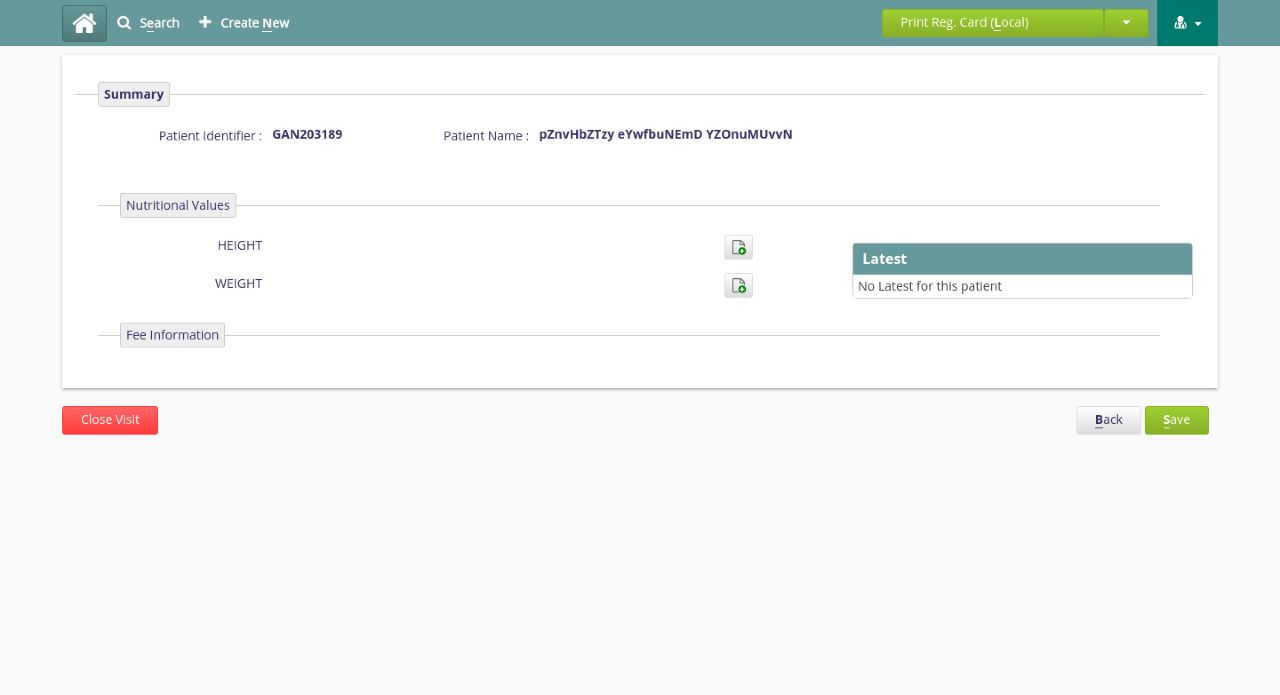 Search Create New Print Reg. Card (Local)
Summary
Patient Identifier : GAN203189 Patient Name : pZnvHbZTzy eYwfbuNEmD YZOnuMUvvN
Nutritional Values
HEIGHT
Latest
WEIGHT No Latest for this patient
Fee Information
Close Visit Back Save